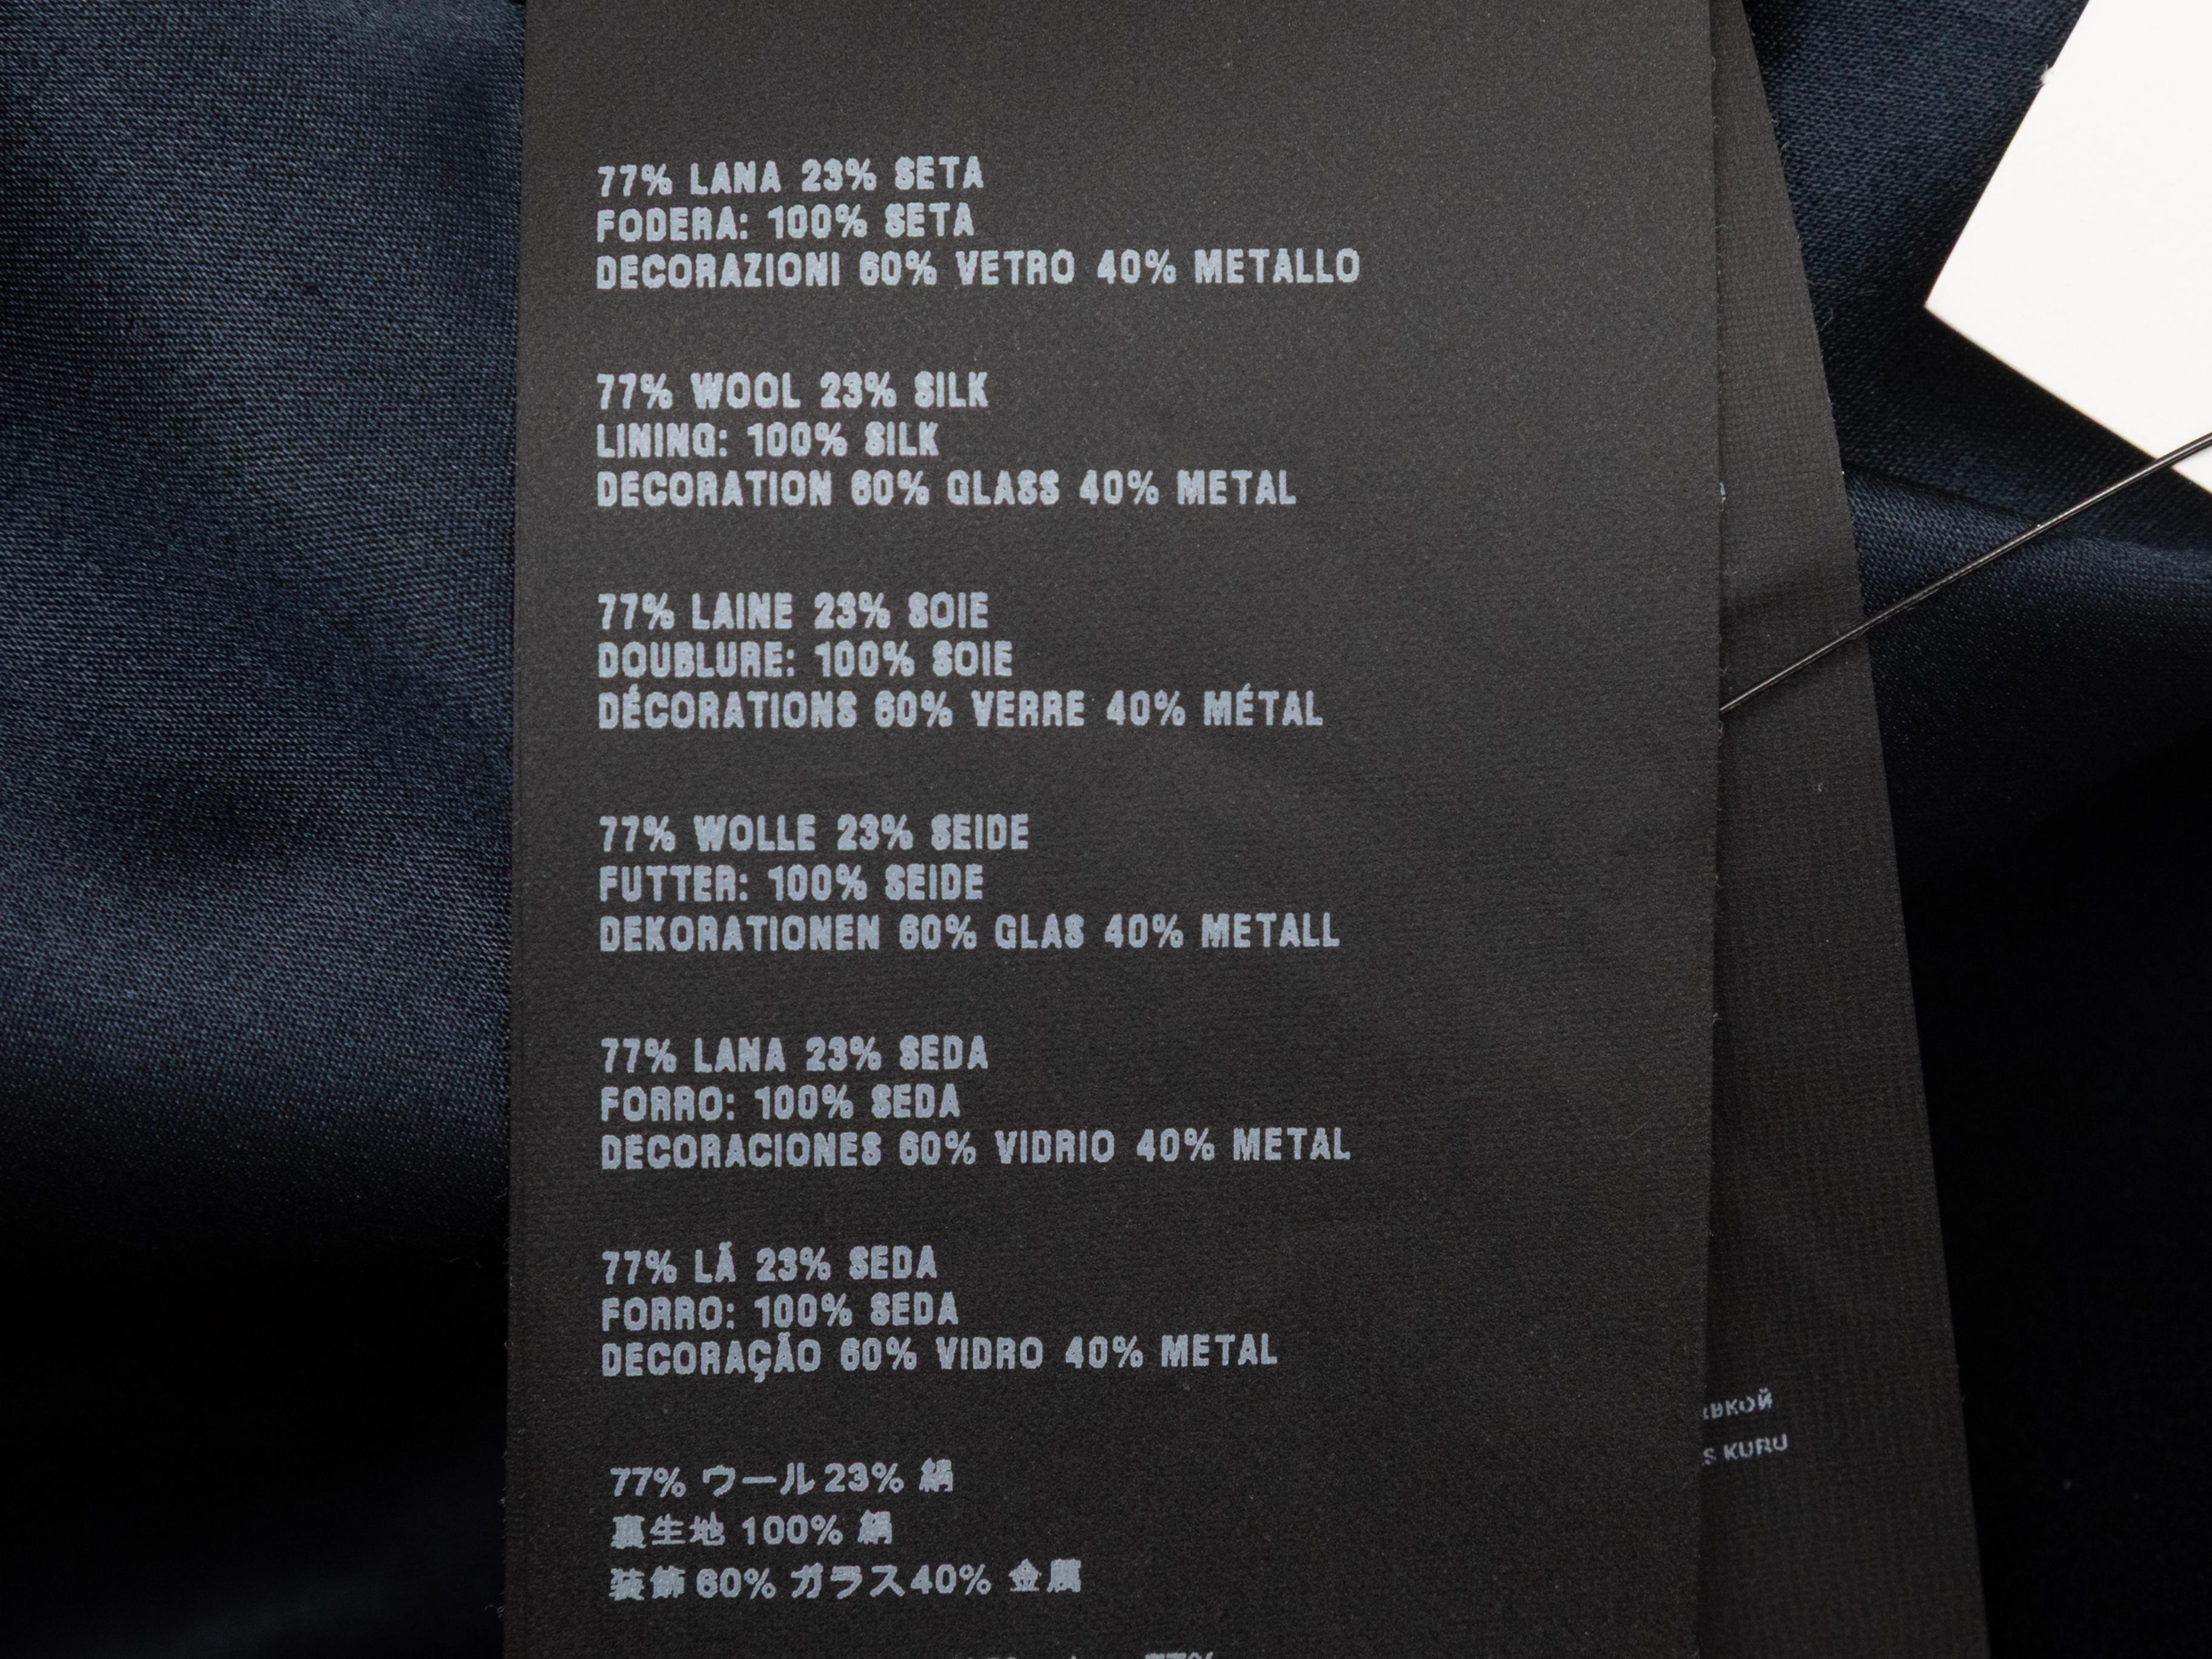 77% LANA 23% SETA
FODERA: 100% SETA
DECORAZIONI 60% VETRO 40% METALLO
77% WOOL 23% SILK
LINING: 100% SILK
DECORATION 60% GLASS 40% METAL
77% LAINE 23% SOIE
DOUBLURE: 100% SOIE
DÉCORATIONS 60% VERRE 40% MÉTAL
77% WOLLE 23% SEIDE
FUTTER: 100% SEIDE
DEKORATIONEN 60% GLAS 40% METALL
77% LANA 23% SEDA
FORRO: 100% SEDA
DECORACIONES 60% VIDRIO 40% METAL
77% LÃ 23% SEDA
FORRO: 100% SEDA
DECORAÇÃO 60% VIDRO 40% METAL
77% ウール 23% 絹
裏生地 100% 絹
装飾 60% ガラス 40% 金属
KURU